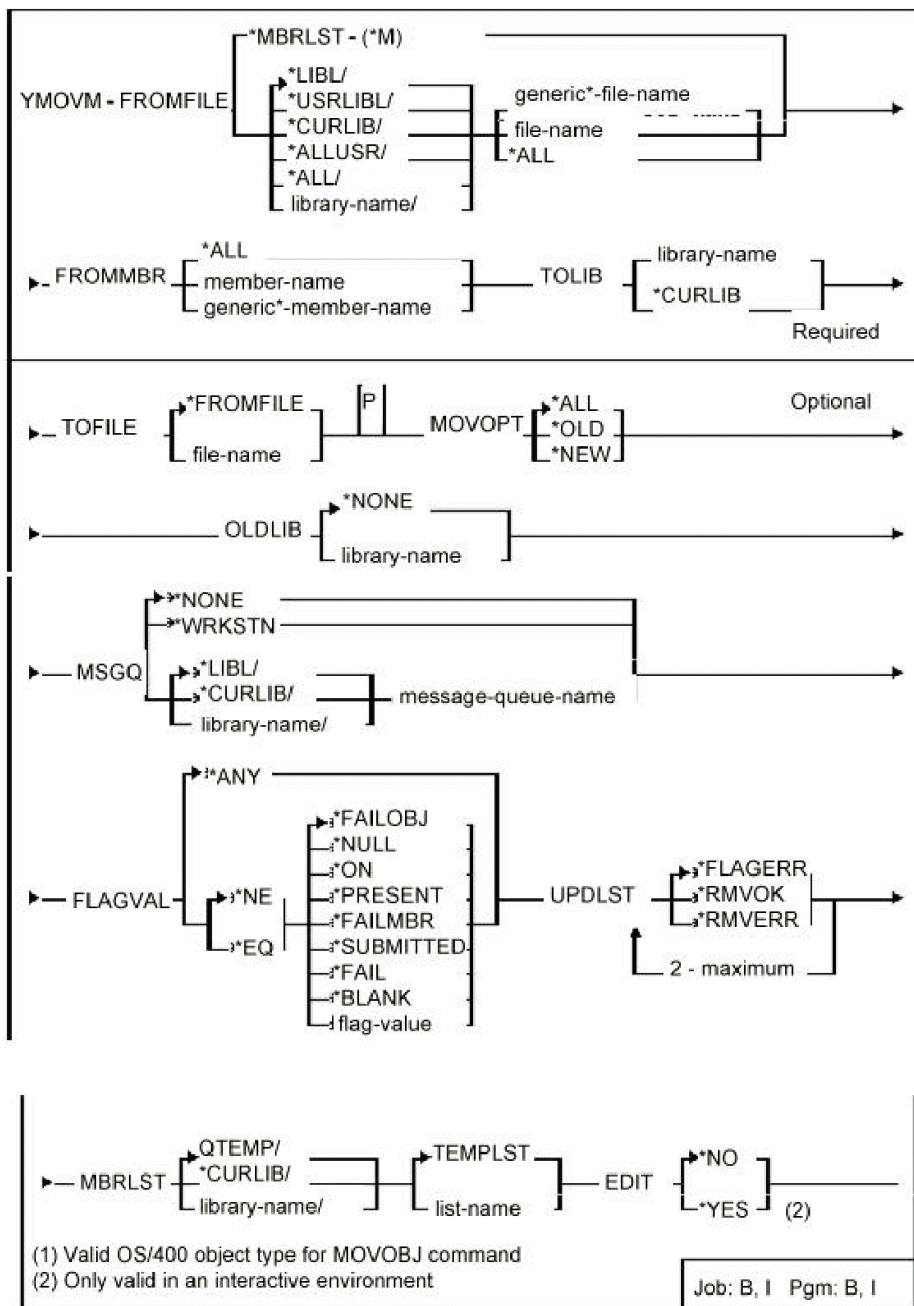 *MBRLST - (*M)
YMOVM - FROMFILE
*LIBL/
*USRLIBL/
*CURLIB/
*ALLUSR/
*ALL/
library-name/
generic*-file-name
file-name
*ALL
FROMMBR
*ALL
member-name
generic*-member-name
TOLIB
library-name
*CURLIB
Required
TOFILE
*FROMFILE
file-name
P
MOVOPT
*ALL
*OLD
*NEW
Optional
OLDLIB
*NONE
library-name
MSGQ
*NONE
*WRKSTN
*LIBL/
*CURLIB/
library-name/
message-queue-name
FLAGVAL
*ANY
*NE
*EQ
*FAILOBJ
*NULL
*ON
*PRESENT
*FAILMBR
*SUBMITTED
*FAIL
*BLANK
flag-value
UPDLST
*FLAGERR
*RMVOK
*RMVERR
2 - maximum
MBRLST
QTEMP/
*CURLIB/
library-name/
TEMPLST
list-name
EDIT
*NO
*YES
(2)
(1) Valid OS/400 object type for MOVOBJ command
(2) Only valid in an interactive environment
Job: B, I Pgm: B, I